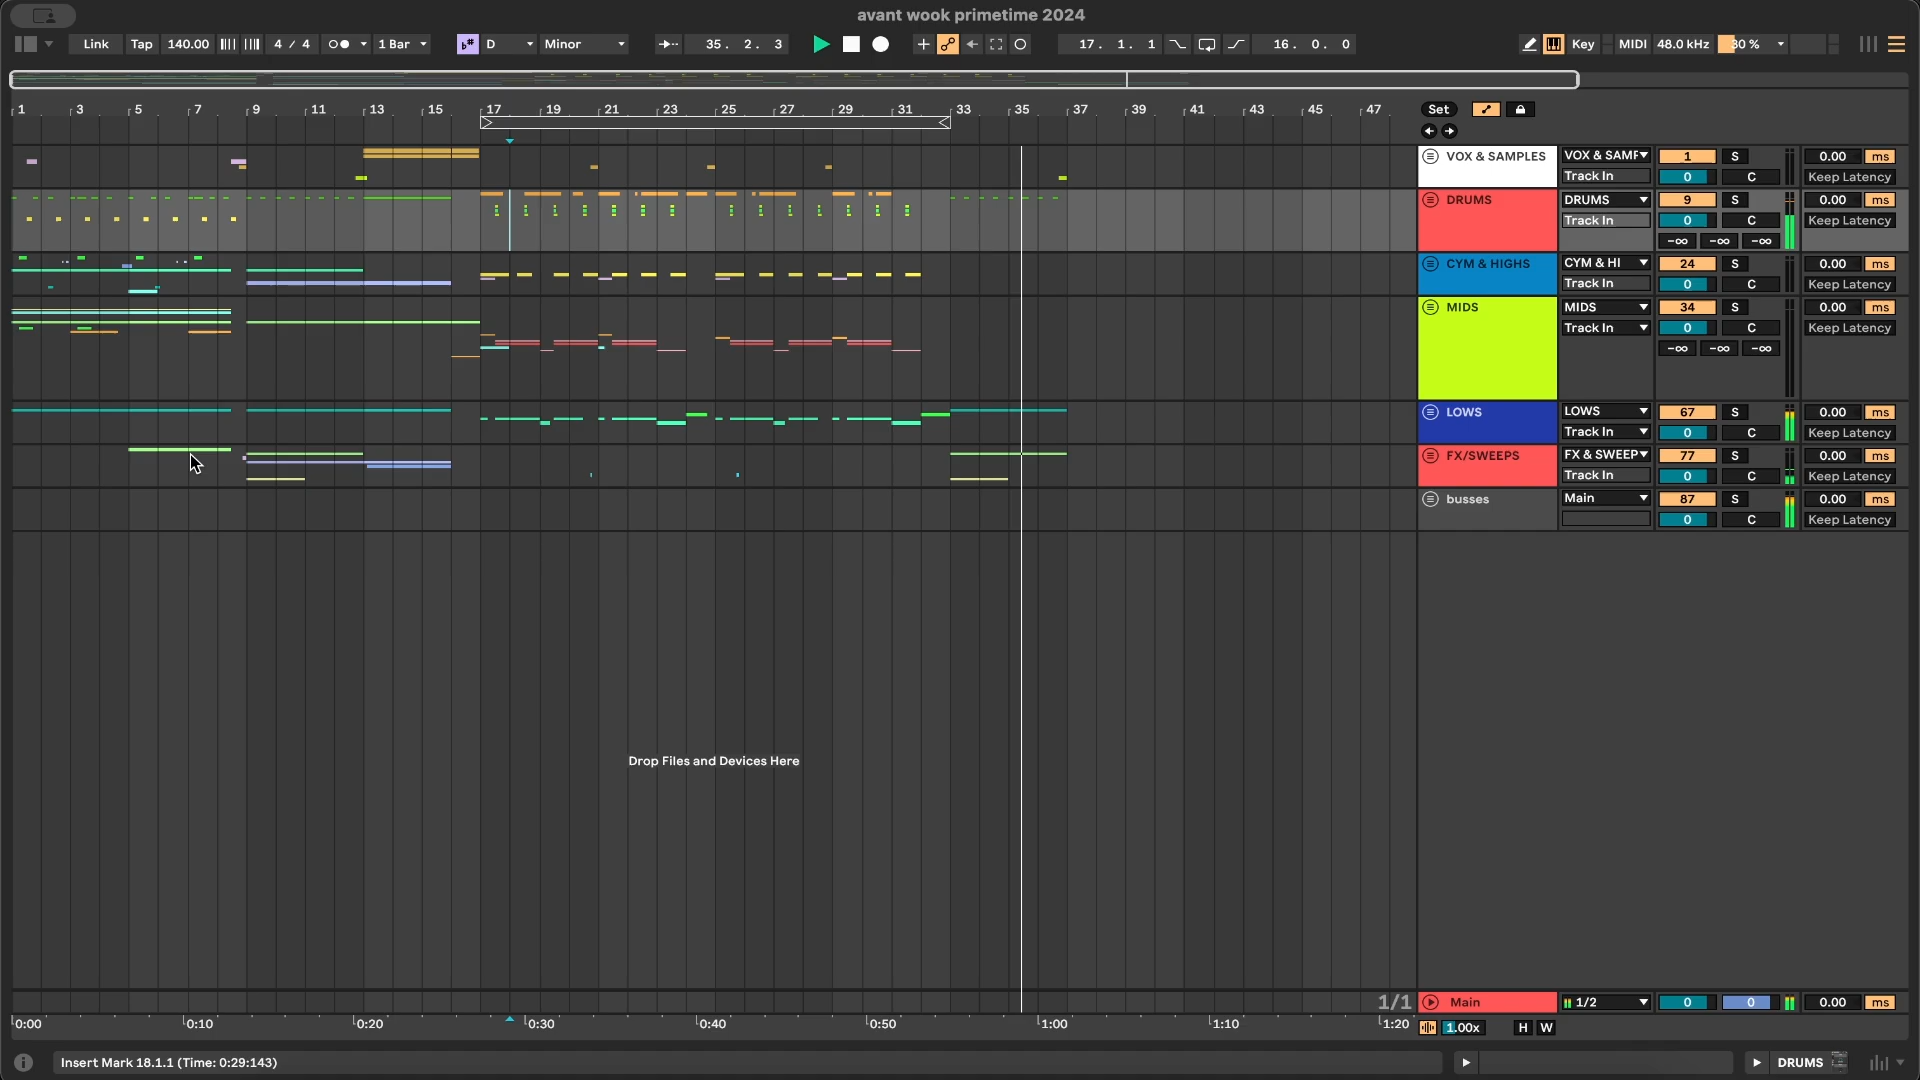 avant wook primetime 2024
Link Tap 140.00 4 / 4 1 Bar D Minor 35. 2. 3 17. 1. 1 16. 0. 0 Key MIDI 48.0 kHz 30 %
1 3 5 7 9 11 13 15 17 19 21 23 25 27 29 31 33 35 37 39 41 43 45 47 Set
VOX & SAMPLES VOX & SAMF 1 S 0.00 ms
Track In 0 C Keep Latency
DRUMS DRUMS 9 S 0.00 ms
Track In 0 C Keep Latency
-∞ -∞ -∞
CYM & HIGHS CYM & HI 24 S 0.00 ms
Track In 0 C Keep Latency
MIDS MIDS 34 S 0.00 ms
Track In 0 C Keep Latency
-∞ -∞ -∞
LOWS LOWS 67 S 0.00 ms
Track In 0 C Keep Latency
FX/SWEEPS FX & SWEEP 77 S 0.00 ms
Track In 0 C Keep Latency
busses Main 87 S 0.00 ms
0 C Keep Latency
Drop Files and Devices Here
1/1 Main 1/2 0 0 0.00 ms
0:00 0:10 0:20 0:30 0:40 0:50 1:00 1:10 1:20 1.00x H W
Insert Mark 18.1.1 (Time: 0:29:143) DRUMS